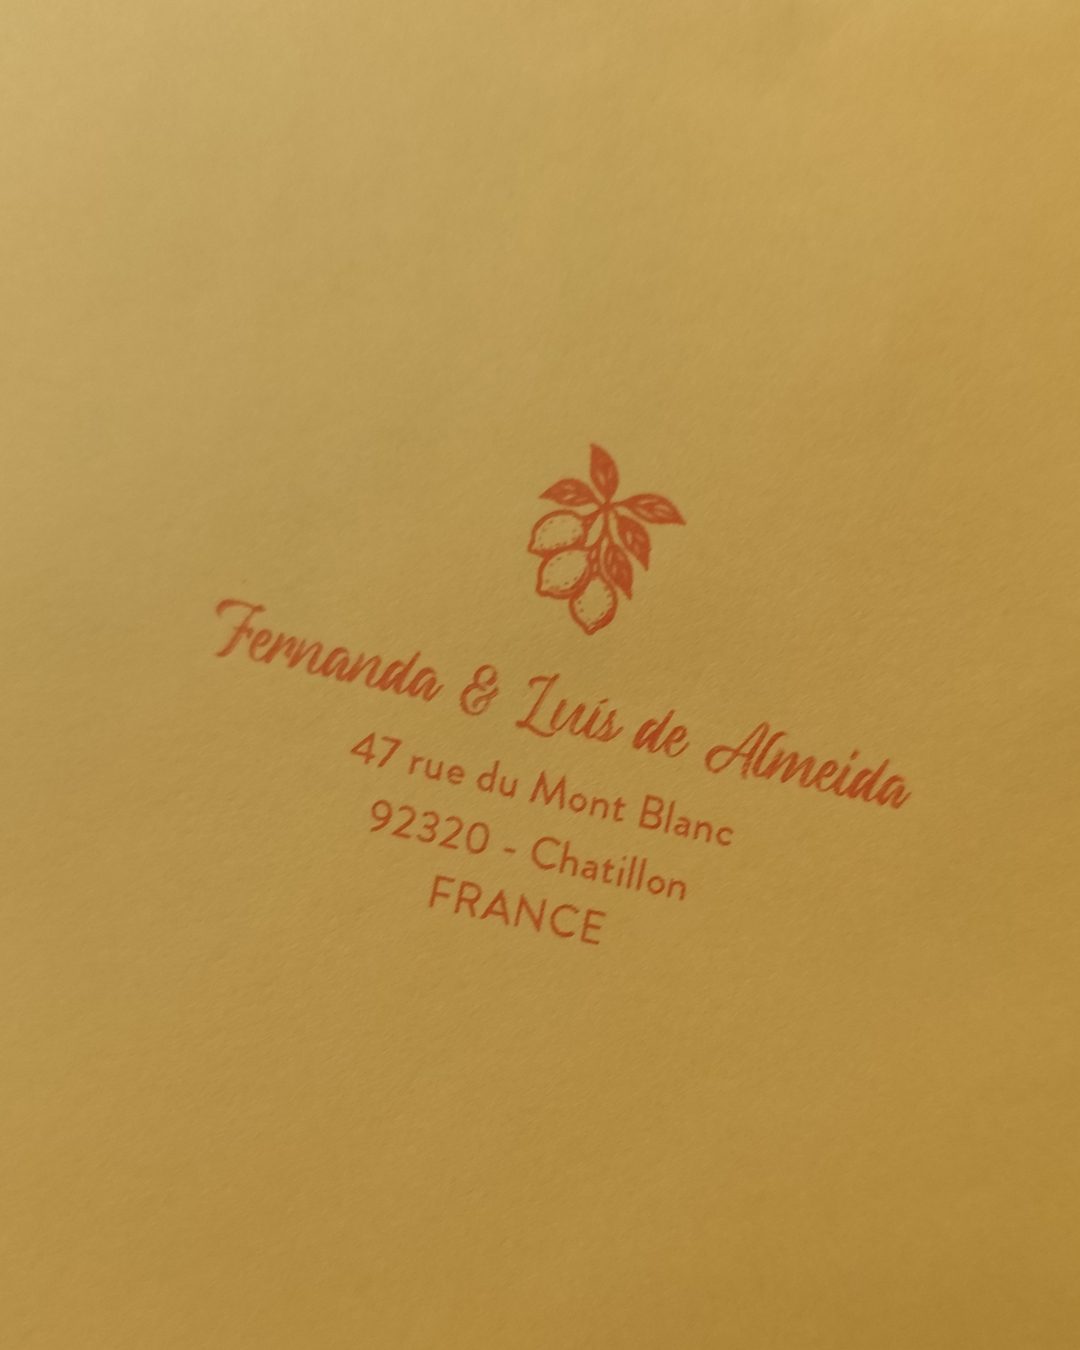 Fernanda & Luís de Almeida
47 rue du Mont Blanc
92320 - Chatillon
FRANCE